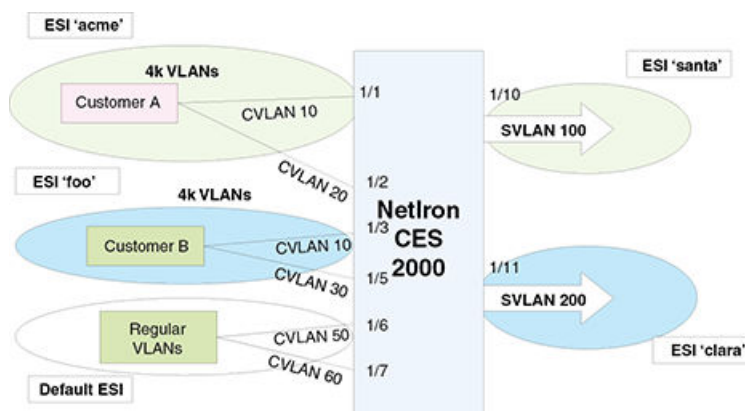 ESI 'acme'
4k VLANs
Customer A
CVLAN 10
CVLAN 20
1/1
1/2
ESI 'foo'
4k VLANs
Customer B
CVLAN 10
CVLAN 30
1/3
1/5
Regular
VLANs
CVLAN 50
CVLAN 60
1/6
1/7
Default ESI
NetIron
CES
2000
ESI 'santa'
1/10
SVLAN 100
1/11
SVLAN 200
ESI 'clara'